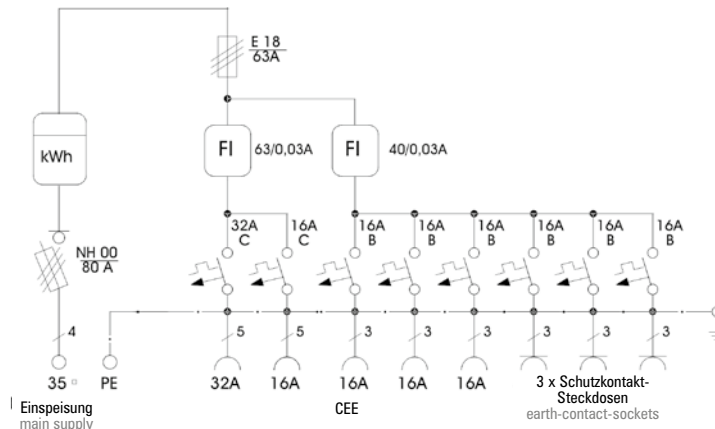 E 18
63A
kWh
FI 63/0,03A FI 40/0,03A
32A 16A 16A 16A 16A 16A 16A 16A
C C B B B B B B
NH 00
80 A
4 5 5 3 3 3 3 3 3
35 □ PE 32A 16A 16A 16A 16A
3 x Schutzkontakt-
Steckdosen
earth-contact-sockets
Einspeisung
main supply
CEE